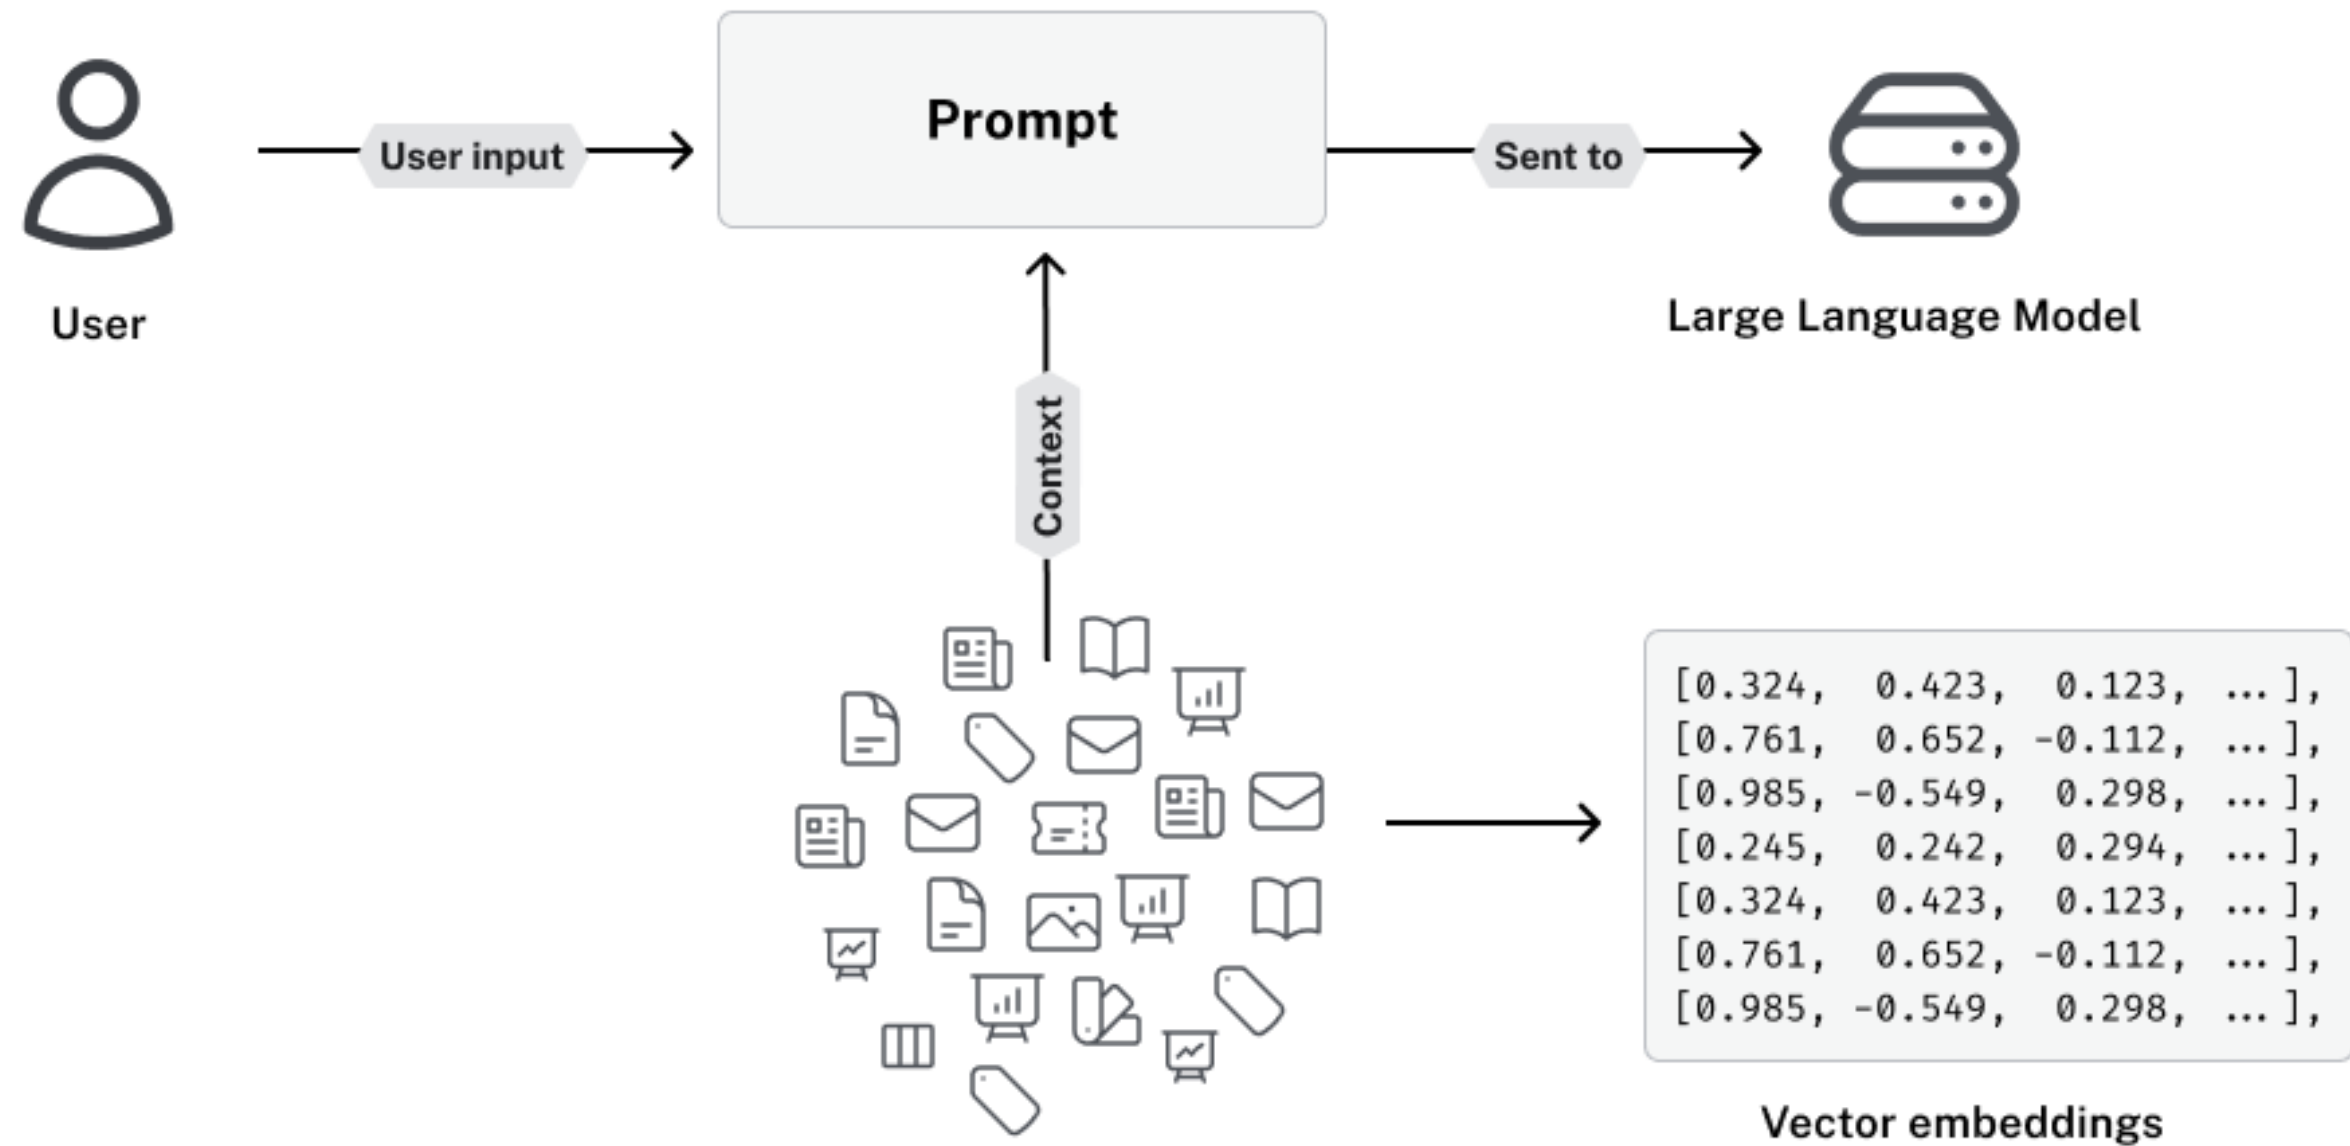 Prompt
User input
Sent to
User
Large Language Model
Context
[0.324, 0.423, 0.123, ... ],
[0.761, 0.652, -0.112, ... ],
[0.985, -0.549, 0.298, ... ],
[0.245, 0.242, 0.294, ... ],
[0.324, 0.423, 0.123, ... ],
[0.761, 0.652, -0.112, ... ],
[0.985, -0.549, 0.298, ... ],
Vector embeddings